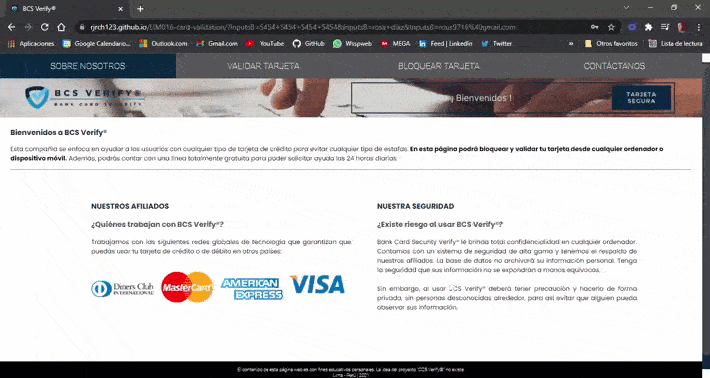 BCS Verify®
rjrch123.github.io/LIM016-card-validation/?inputs8=5454+5454+5454+5454&inputs8=rosa+diaz&inputs8=rous9714%40gmail.com
Aplicaciones Google Calendario... Outlook.com Gmail.com YouTube GitHub Wisspweb MEGA Feed | LinkedIn Twitter » Otros favoritos Lista de lectura
SOBRE NOSOTROS VALIDAR TARJETA BLOQUEAR TARJETA CONTÁCTANOS
BCS VERIFY®
BANK CARD SECURITY
¡ Bienvenidos !
TARJETA
SEGURA
Bienvenidos a BCS Verify®
Esta compañía se enfoca en ayudar a los usuarios con cualquier tipo de tarjeta de crédito para evitar cualquier tipo de estafas. En esta página podrá bloquear y validar tu tarjeta desde cualquier ordenador o
dispositivo móvil. Además, podrás contar con una línea totalmente gratuita para poder solicitar ayuda las 24 horas diarias.
NUESTROS AFILIADOS
¿Quiénes trabajan con BCS Verify®?
Trabajamos con las siguientes redes globales de tecnología que garantizan que
puedas usar tu tarjeta de crédito o de débito en otros países:
Diners Club
INTERNATIONAL
MasterCard
AMERICAN
EXPRESS
VISA
NUESTRA SEGURIDAD
¿Existe riesgo al usar BCS Verify®?
Bank Card Security Verify® le brinda total confidencialidad en cualquier ordenador.
Contamos con un sistema de seguridad de alta gama y tenemos el respaldo de
nuestros afiliados. La base de datos no archivará su información personal. Tenga
la seguridad que sus información no se expondrán a manos equívocas.
Sin embargo, al usar BCS Verify® deberá tener precaución y hacerlo de forma
privada, sin personas desconocidas alrededor, para así evitar que alguien pueda
observar sus información.
El contenido de esta página web es con fines educativos personales. La idea del proyecto "BCS Verify®" no existe
Lima - Perú | 2021